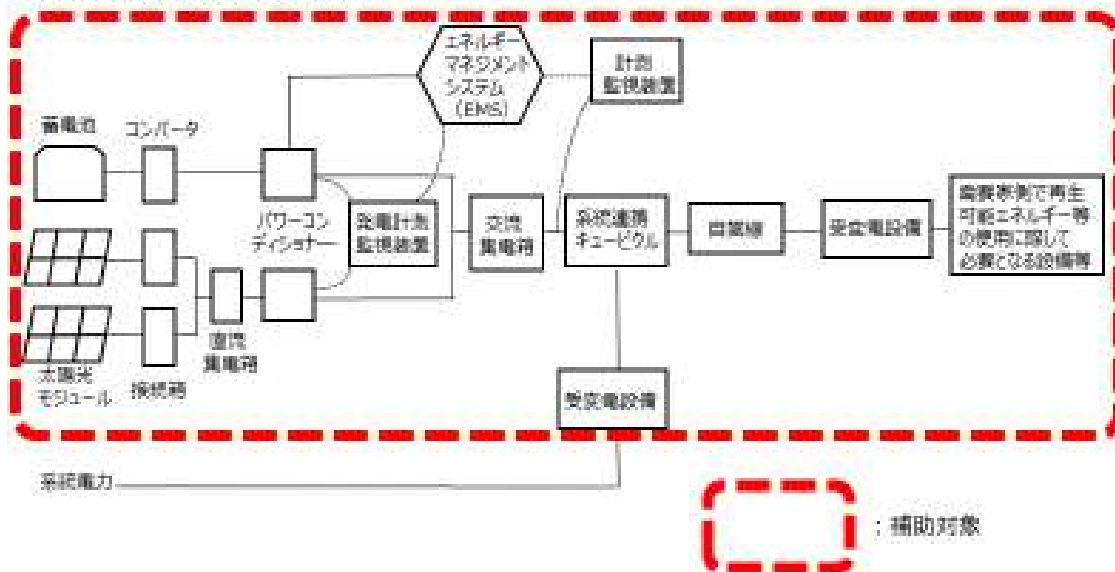 エネルギー
マネジメント
システム
(EMS)
計測
監視装置
蓄電池
コンバータ
パワーコン
ディショナー
発電計測
監視装置
交流
集電箱
系統連携
キュービクル
自営線
受変電設備
需要家側で再生
可能エネルギー等
の使用に際して
必要となる設備等
直流
集電箱
太陽光
モジュール
接続箱
受変電設備
系統電力
：補助対象